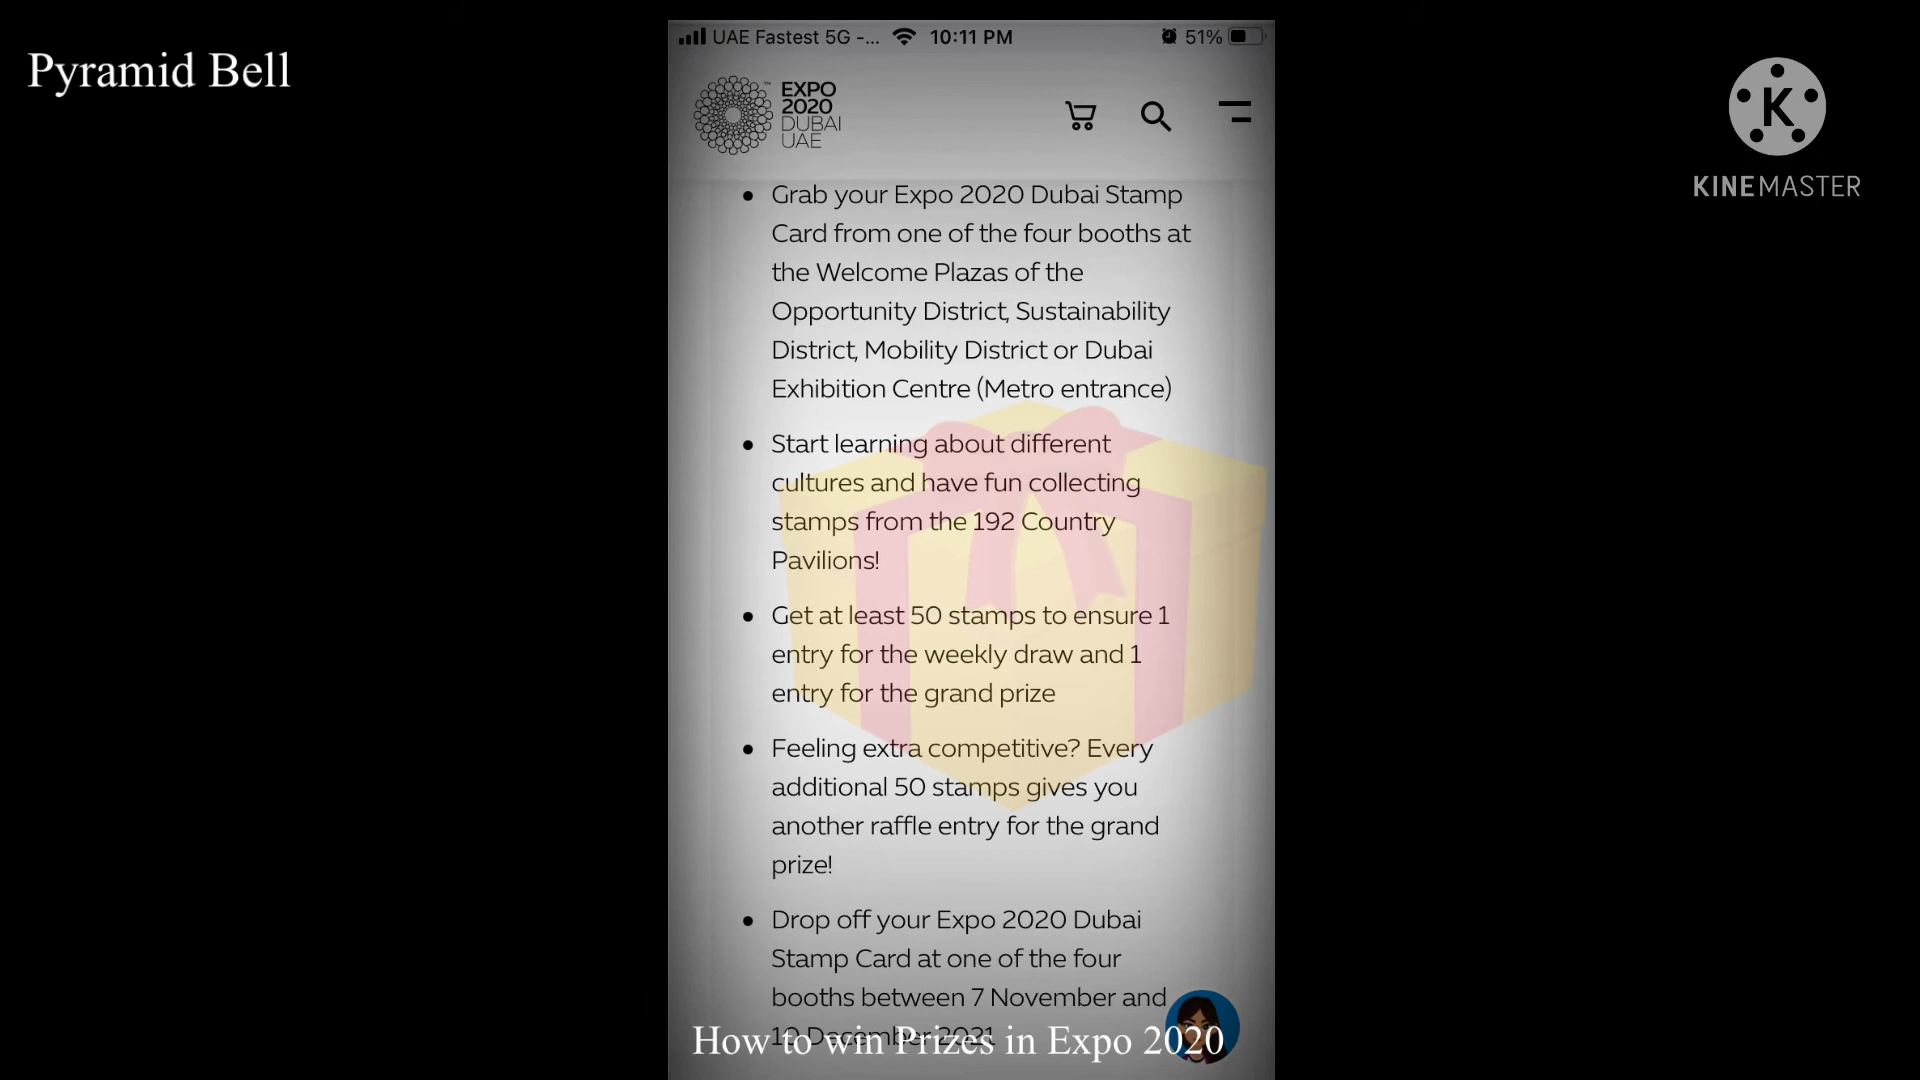 Pyramid Bell
UAE Fastest 5G -... 10:11 PM 51%
EXPO
2020
DUBAI
UAE
K
KINEMASTER
• Grab your Expo 2020 Dubai Stamp
Card from one of the four booths at
the Welcome Plazas of the
Opportunity District, Sustainability
District, Mobility District or Dubai
Exhibition Centre (Metro entrance)
• Start learning about different
cultures and have fun collecting
stamps from the 192 Country
Pavilions!
• Get at least 50 stamps to ensure 1
entry for the weekly draw and 1
entry for the grand prize
• Feeling extra competitive? Every
additional 50 stamps gives you
another raffle entry for the grand
prize!
• Drop off your Expo 2020 Dubai
Stamp Card at one of the four
booths between 7 November and
December 2021
How to win Prizes in Expo 2020